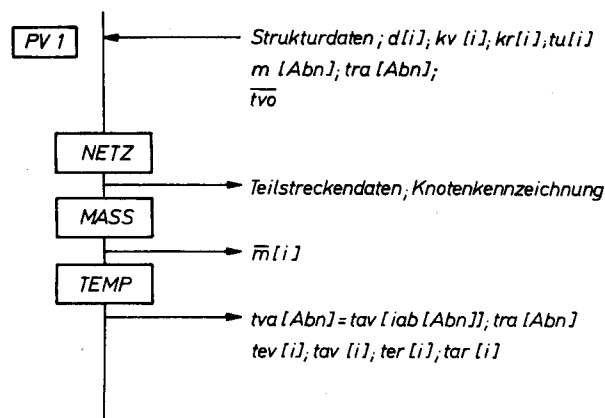 PV 1
Strukturdaten; d[i]; kv [i]; kr[i]; tu[i]
m [Abn]; tra [Abn];
tvo
NETZ
Teilstreckendaten; Knotenkennzeichnung
MASS
m̅ [i]
TEMP
tva [Abn] = tav [iab [Abn]]; tra [Abn]
tev [i]; tav [i]; ter [i]; tar [i]